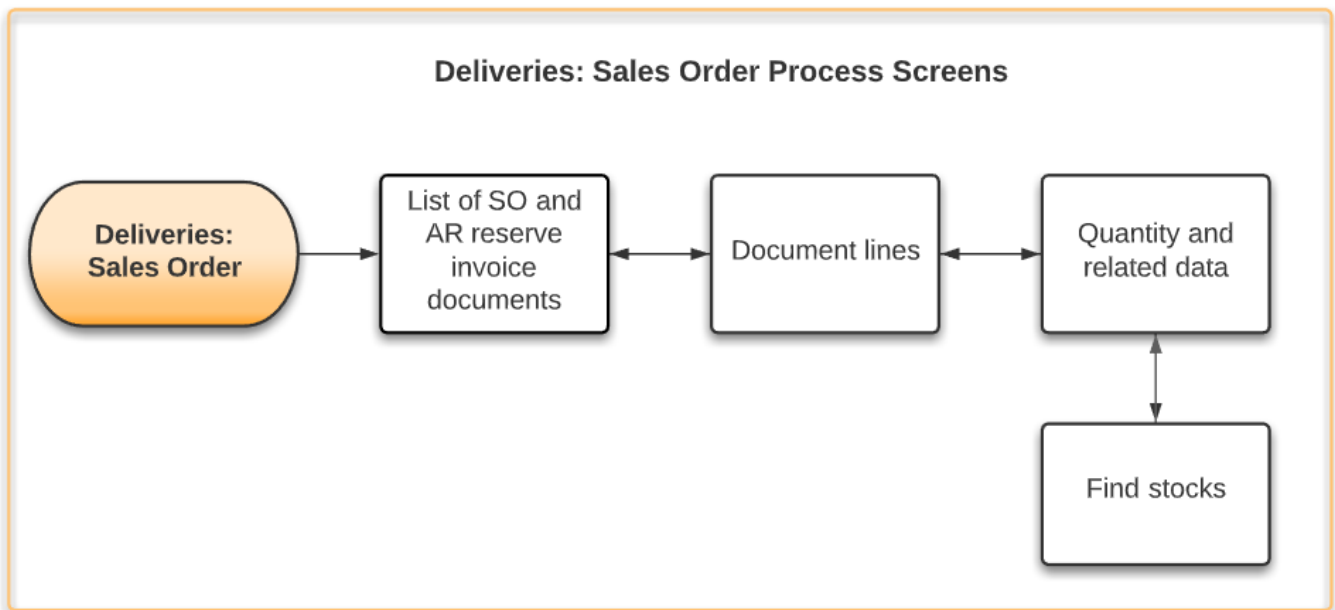 Deliveries: Sales Order Process Screens
Deliveries:
Sales Order
List of SO and
AR reserve
invoice
documents
Document lines
Quantity and
related data
Find stocks